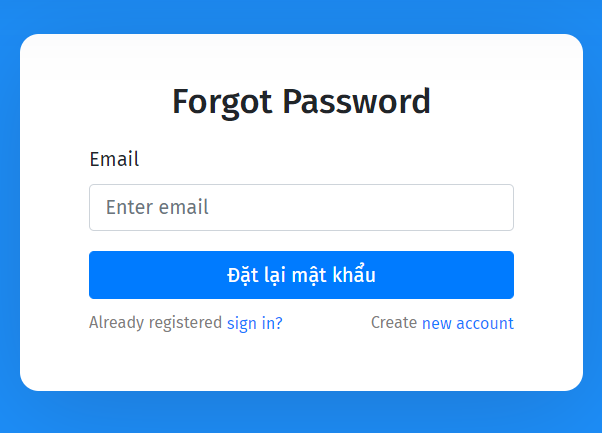 Forgot Password
Email
Enter email
Đặt lại mật khẩu
Already registered sign in? Create new account